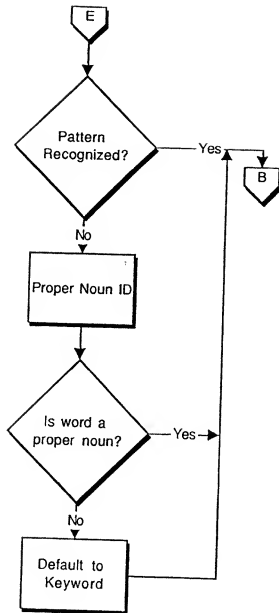 E
Pattern
Recognized?
Yes
B
No
Proper Noun ID
Is word a
proper noun?
Yes
No
Default to
Keyword